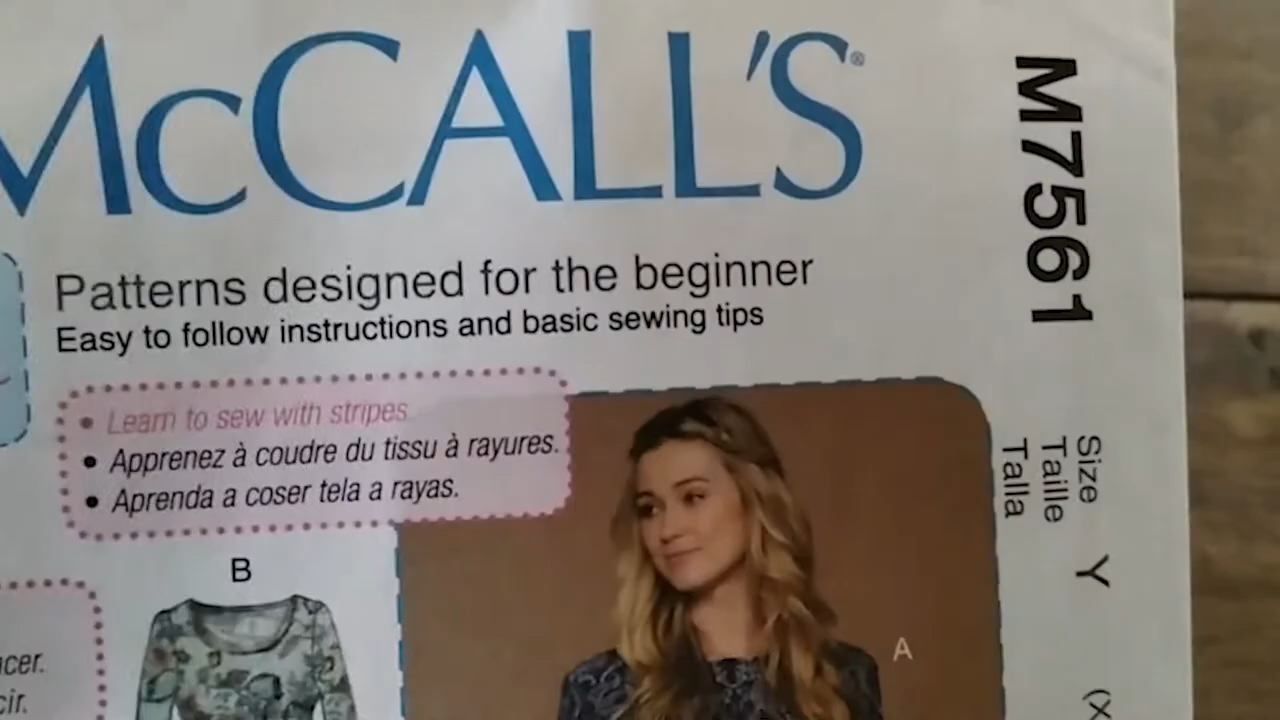 McCALL'S®
M7561
Patterns designed for the beginner
Easy to follow instructions and basic sewing tips
• Learn to sew with stripes
• Apprenez à coudre du tissu à rayures.
• Aprenda a coser tela a rayas.
Size Y
Taille
Talla
B
A